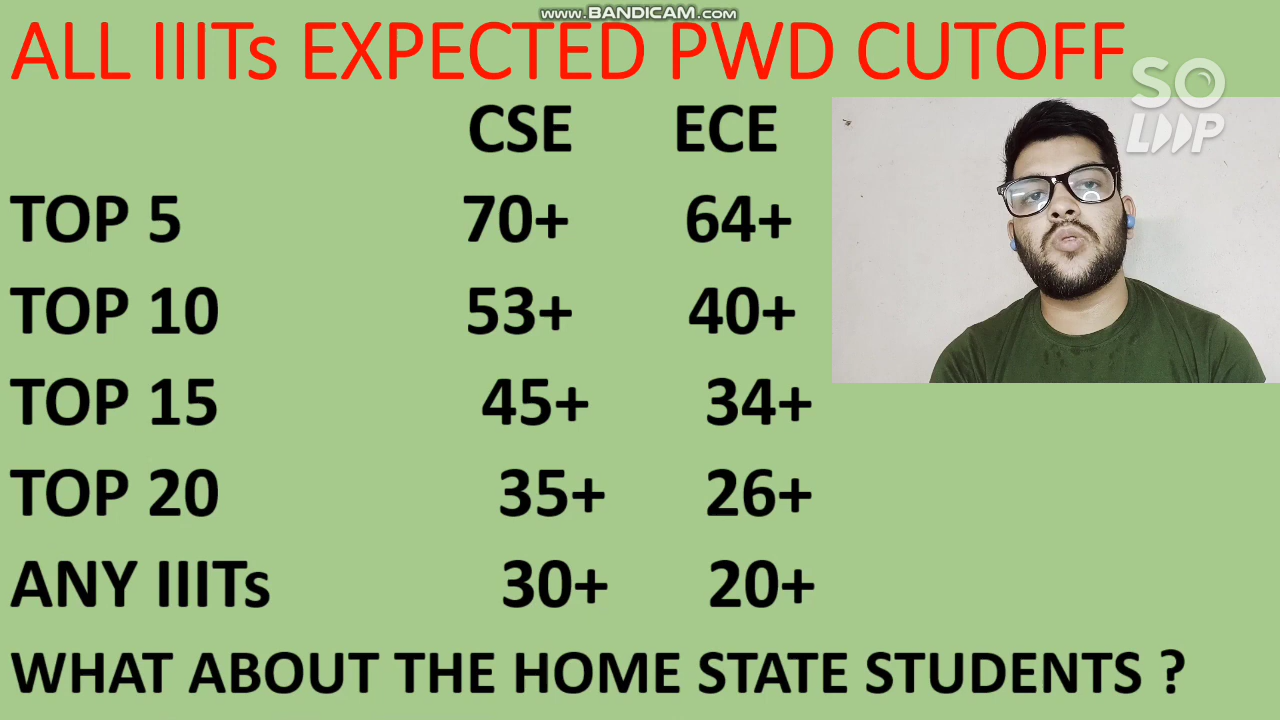 www.BANDICAM.com
ALL IIITs EXPECTED PWD CUTOFF
SO
LOOP
CSE ECE
TOP 5 70+ 64+
TOP 10 53+ 40+
TOP 15 45+ 34+
TOP 20 35+ 26+
ANY IIITs 30+ 20+
WHAT ABOUT THE HOME STATE STUDENTS ?